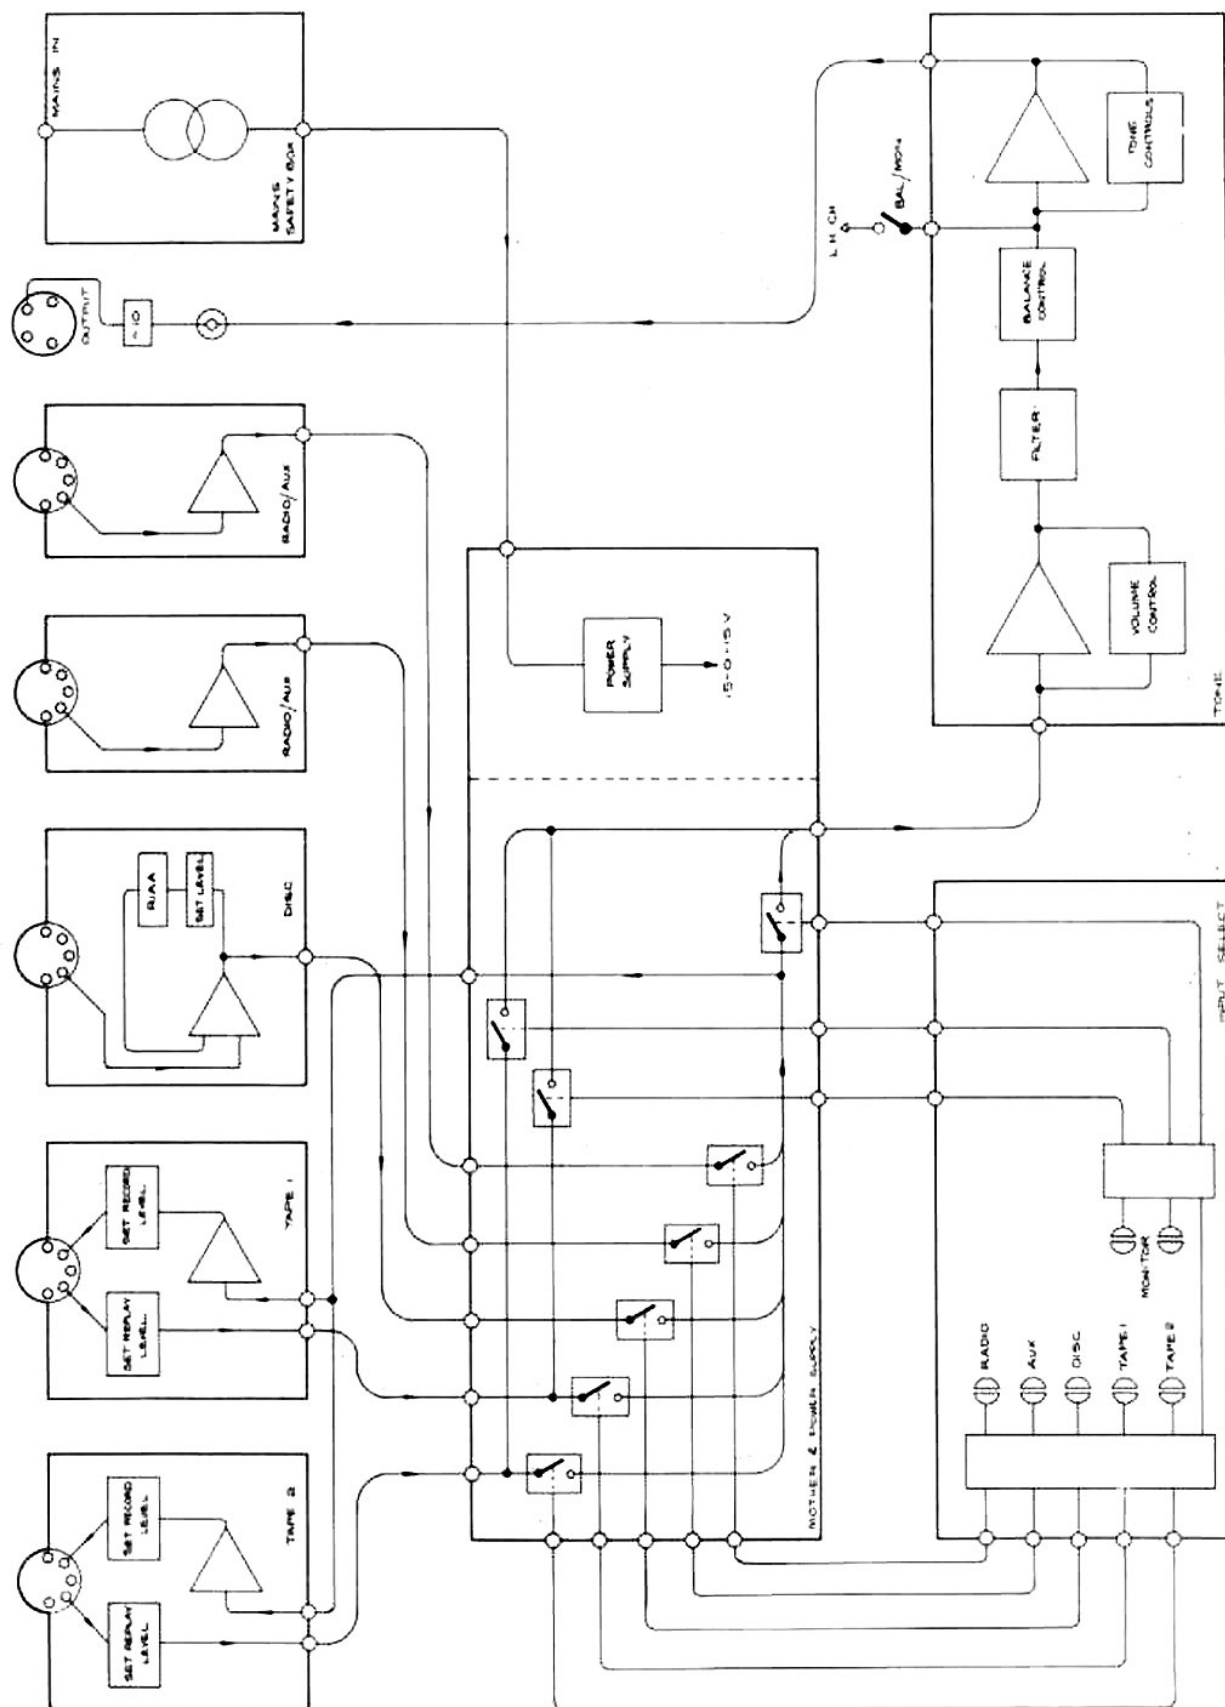 MAINS IN
MAINS
SAFETY BOX
OUTPUT
÷10
RADIO/AUX
RADIO/AUX
RIAA
SET LEVEL
DISC
SET RECORD
LEVEL.
SET REPLAY
LEVEL.
TAPE 1
SET RECORD
LEVEL
SET REPLAY
LEVEL
TAPE 2
POWER
SUPPLY
15-0-15V
MOTHER & POWER SUPPLY
L.H. CH
BAL/MON
TONE
CONTROLS
BALANCE
CONTROL
FILTER
VOLUME
CONTROL
TONE
INPUT SELECT
MONITOR
RADIO
AUX
DISC
TAPE 1
TAPE 2